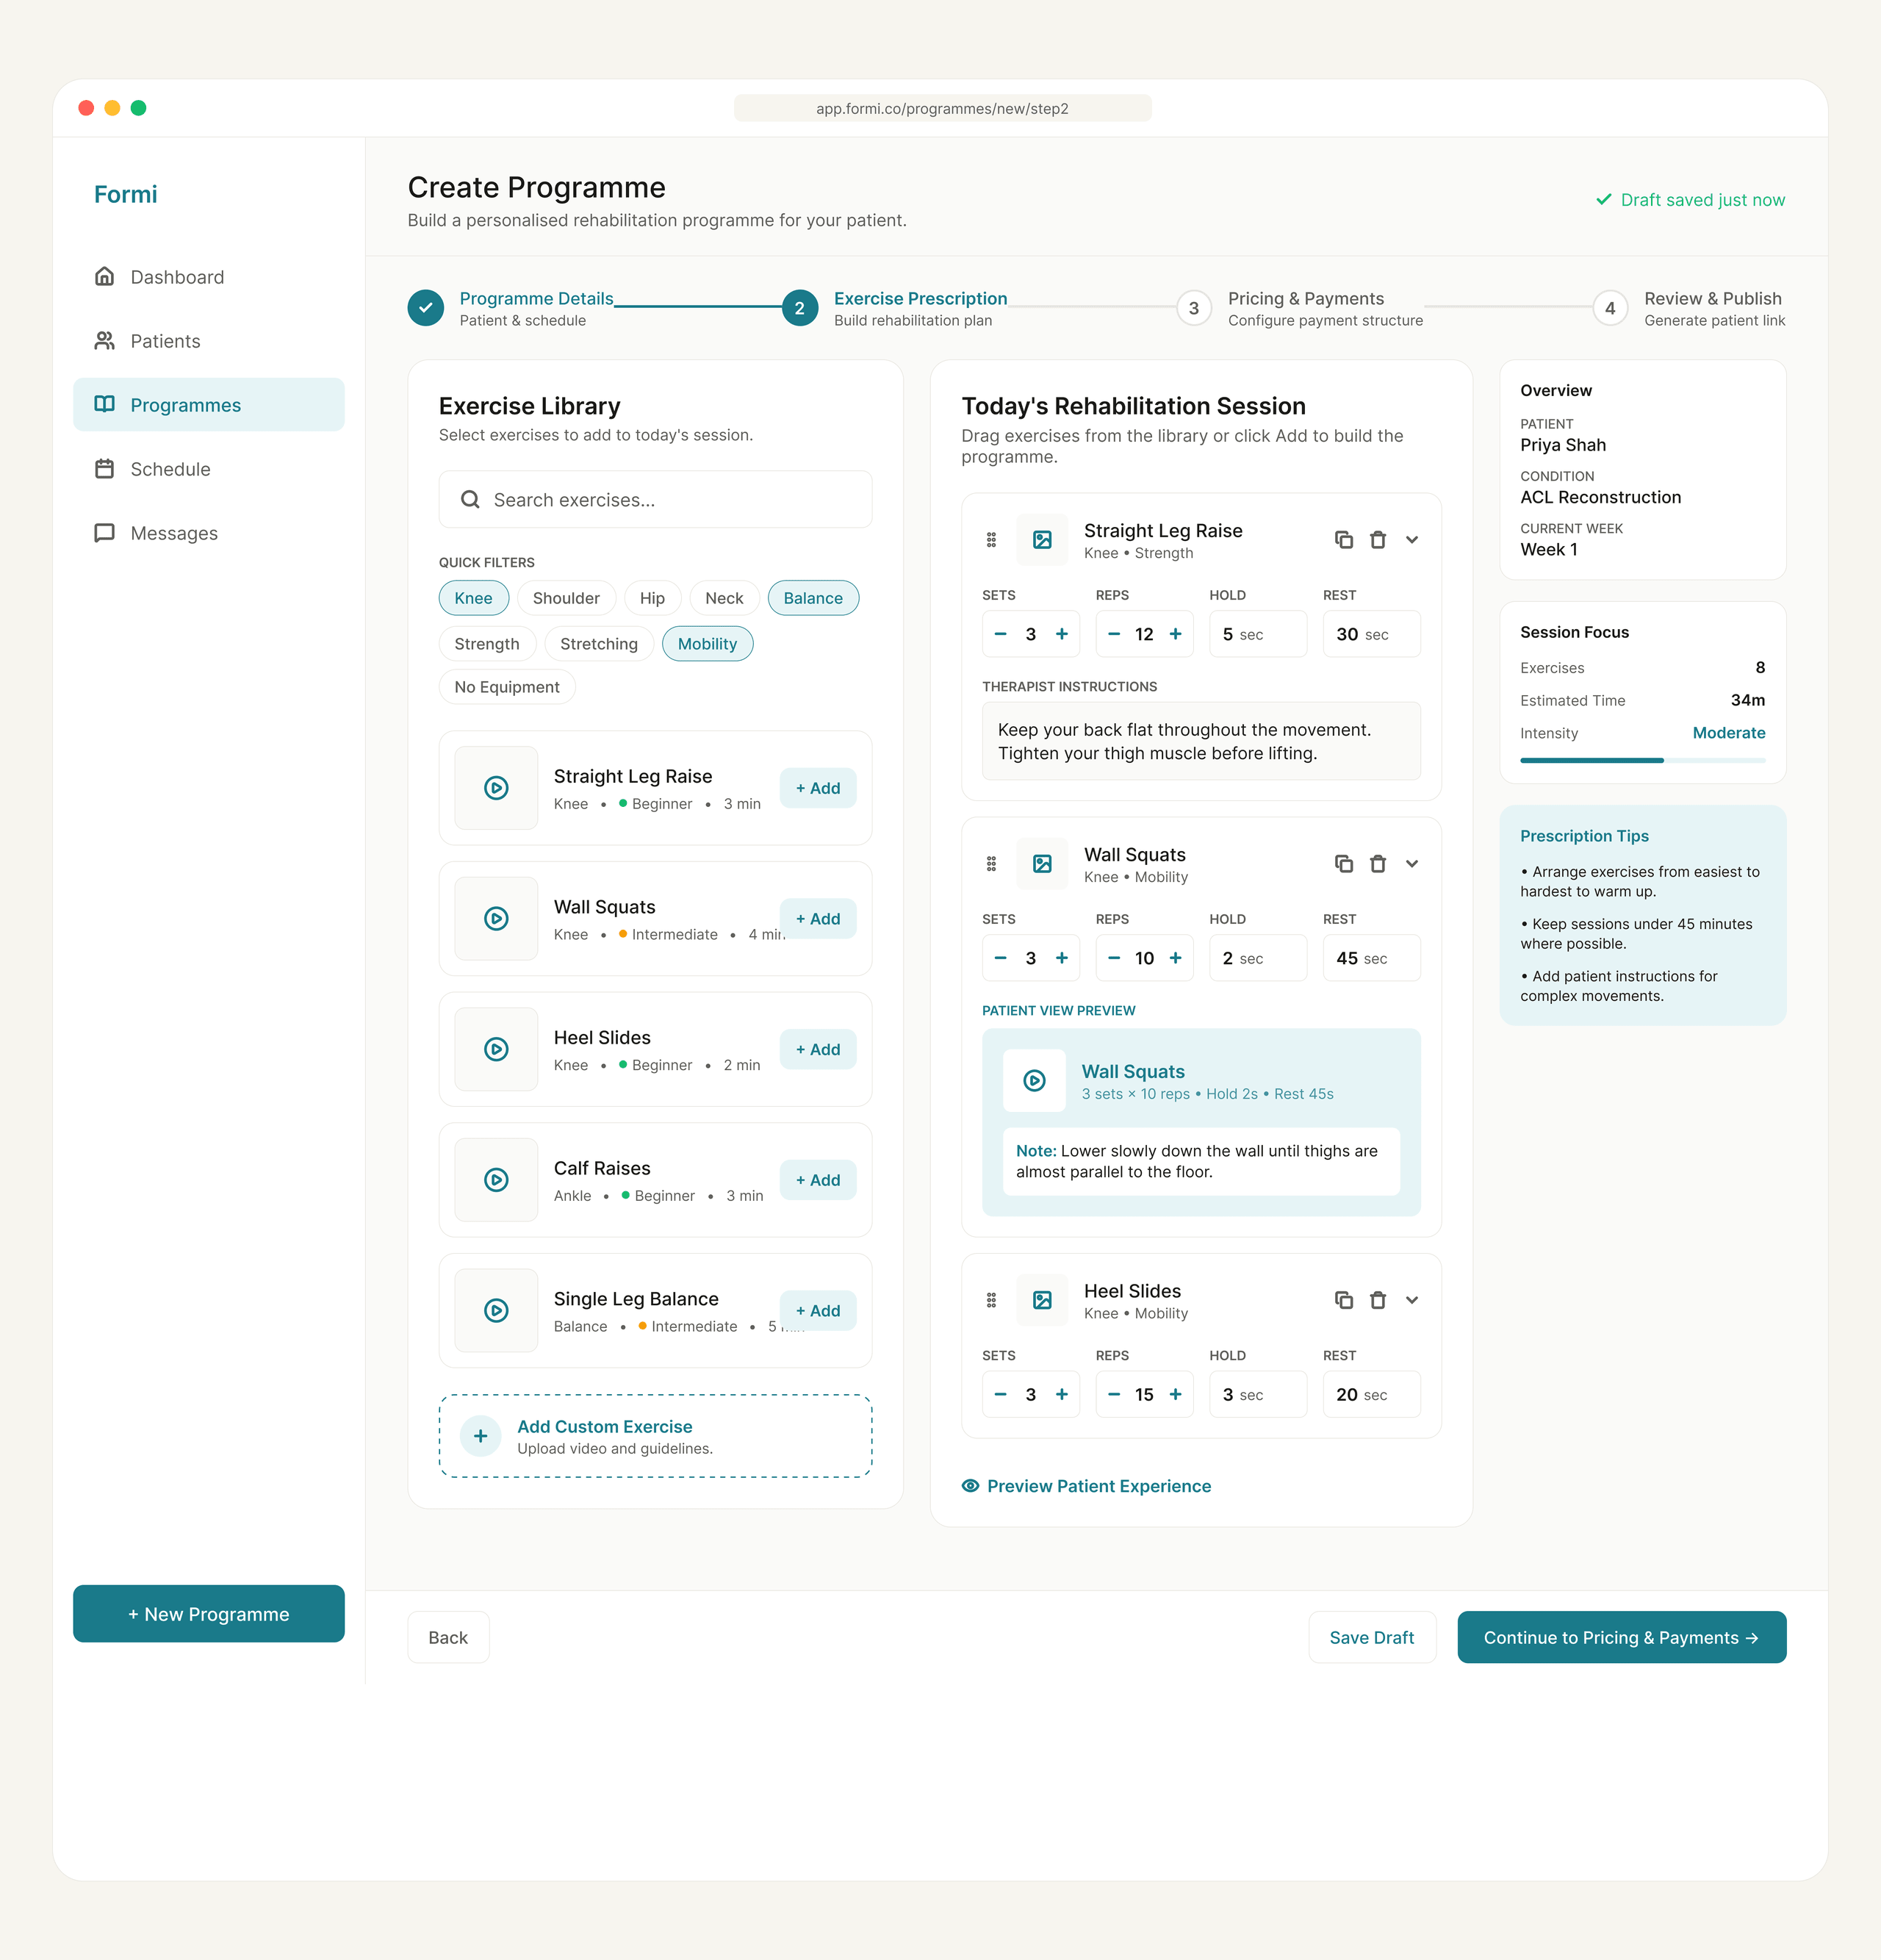 app.formi.co/programmes/new/step2
Formi
Dashboard
Patients
Programmes
Schedule
Messages
+ New Programme
Create Programme
Build a personalised rehabilitation programme for your patient.
Draft saved just now
Programme Details
Patient & schedule
2
Exercise Prescription
Build rehabilitation plan
3
Pricing & Payments
Configure payment structure
4
Review & Publish
Generate patient link
Exercise Library
Select exercises to add to today's session.
Search exercises...
QUICK FILTERS
Knee
Shoulder
Hip
Neck
Balance
Strength
Stretching
Mobility
No Equipment
Straight Leg Raise
Knee • Beginner • 3 min
+ Add
Wall Squats
Knee • Intermediate • 4 min
+ Add
Heel Slides
Knee • Beginner • 2 min
+ Add
Calf Raises
Ankle • Beginner • 3 min
+ Add
Single Leg Balance
Balance • Intermediate • 5
+ Add
Add Custom Exercise
Upload video and guidelines.
Today's Rehabilitation Session
Drag exercises from the library or click Add to build the
programme.
Straight Leg Raise
Knee • Strength
SETS REPS HOLD REST
− 3 + − 12 + 5 sec 30 sec
THERAPIST INSTRUCTIONS
Keep your back flat throughout the movement.
Tighten your thigh muscle before lifting.
Wall Squats
Knee • Mobility
SETS REPS HOLD REST
− 3 + − 10 + 2 sec 45 sec
PATIENT VIEW PREVIEW
Wall Squats
3 sets × 10 reps • Hold 2s • Rest 45s
Note: Lower slowly down the wall until thighs are
almost parallel to the floor.
Heel Slides
Knee • Mobility
SETS REPS HOLD REST
− 3 + − 15 + 3 sec 20 sec
Preview Patient Experience
Overview
PATIENT
Priya Shah
CONDITION
ACL Reconstruction
CURRENT WEEK
Week 1
Session Focus
Exercises 8
Estimated Time 34m
Intensity Moderate
Prescription Tips
• Arrange exercises from easiest to
hardest to warm up.
• Keep sessions under 45 minutes
where possible.
• Add patient instructions for
complex movements.
Back
Save Draft
Continue to Pricing & Payments →